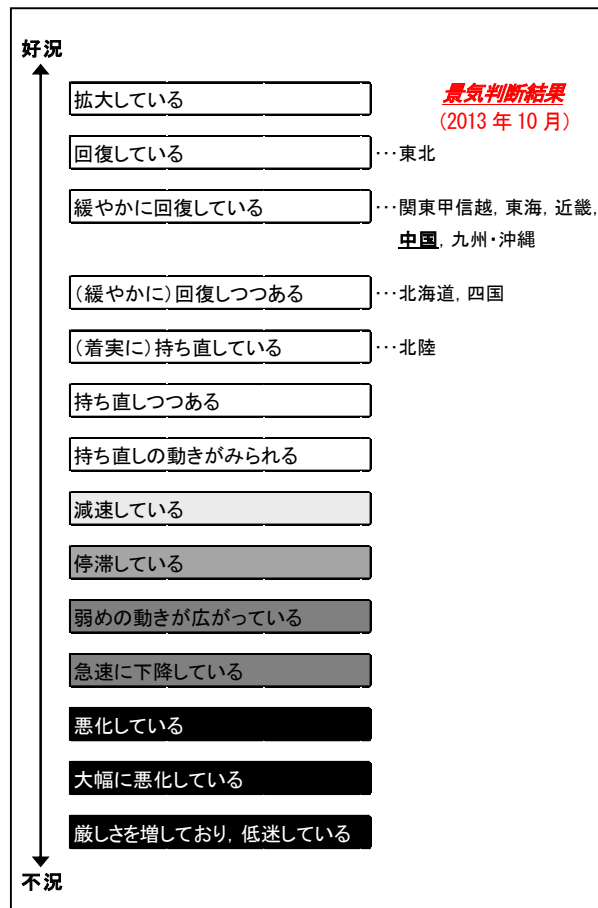 好況
拡大している
景気判断結果
(2013 年 10 月)
回復している
…東北
緩やかに回復している
…関東甲信越, 東海, 近畿,
中国, 九州・沖縄
(緩やかに)回復しつつある
…北海道, 四国
(着実に)持ち直している
…北陸
持ち直しつつある
持ち直しの動きがみられる
減速している
停滞している
弱めの動きが広がっている
急速に下降している
悪化している
大幅に悪化している
厳しさを増しており, 低迷している
不況